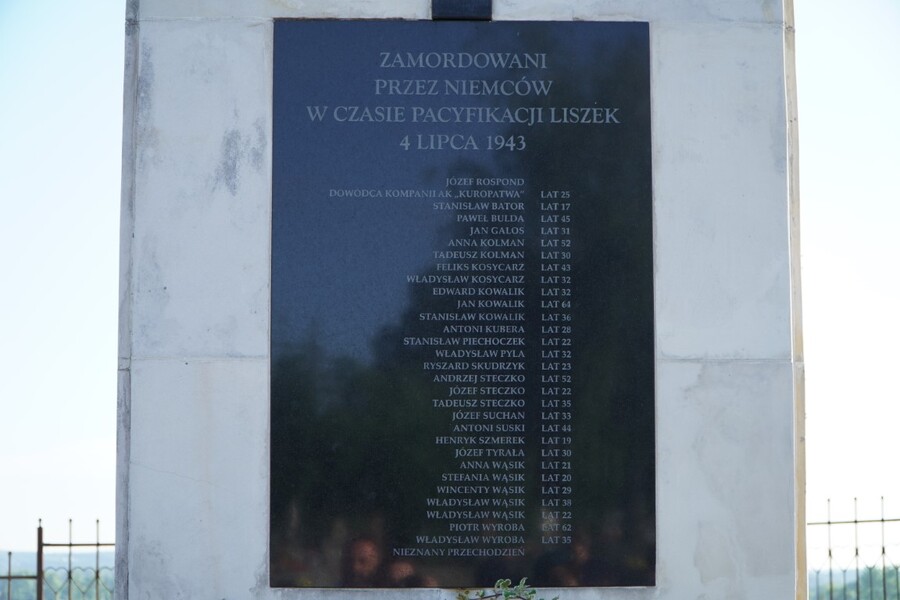 ZAMORDOWANI
PRZEZ NIEMCÓW
W CZASIE PACYFIKACJI LISZEK
4 LIPCA 1943
JÓZEF ROSPOND
DOWÓDCA KOMPANII AK „KUROPATWA” LAT 25
STANISŁAW BATOR LAT 17
PAWEŁ BULDA LAT 45
JAN GALOS LAT 31
ANNA KOLMAN LAT 52
TADEUSZ KOLMAN LAT 30
FELIKS KOSYCARZ LAT 43
WŁADYSŁAW KOSYCARZ LAT 32
EDWARD KOWALIK LAT 32
JAN KOWALIK LAT 64
STANISŁAW KOWALIK LAT 36
ANTONI KUBERA LAT 28
STANISŁAW PIECHOCZEK LAT 22
WŁADYSŁAW PYLA LAT 32
RYSZARD SKUDRZYK LAT 23
ANDRZEJ STECZKO LAT 52
JÓZEF STECZKO LAT 22
TADEUSZ STECZKO LAT 35
JÓZEF SUCHAN LAT 33
ANTONI SUSKI LAT 44
HENRYK SZMEREK LAT 19
JÓZEF TYRAŁA LAT 30
ANNA WĄSIK LAT 21
STEFANIA WĄSIK LAT 20
WINCENTY WĄSIK LAT 29
WŁADYSŁAW WĄSIK LAT 38
WŁADYSŁAW WĄSIK LAT 22
PIOTR WYROBA LAT 62
WŁADYSŁAW WYROBA LAT 35
NIEZNANY PRZECHODZIEŃ